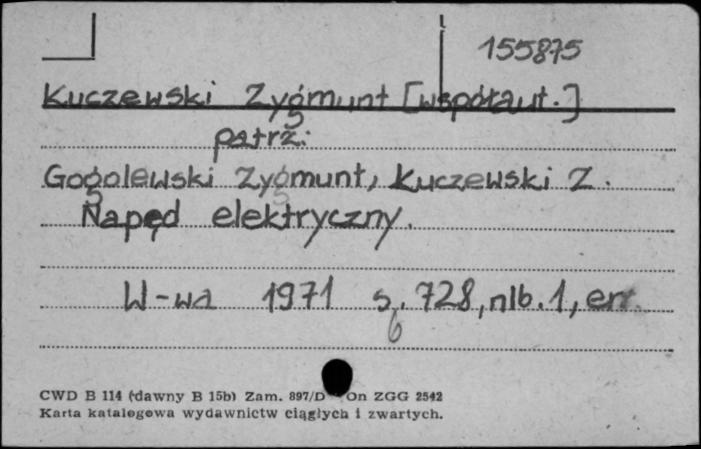 155875
Kuczewski Zygmunt [współaut.]
patrz:
Gogolewski Zygmunt, Kuczewski Z.
Napęd elektryczny.
W-wa 1971 s. 728, nlb. 1, err.
6
CWD B 114 (dawny B 15b) Zam. 897/D On ZGG 2542
Karta katalogowa wydawnictw ciągłych i zwartych.